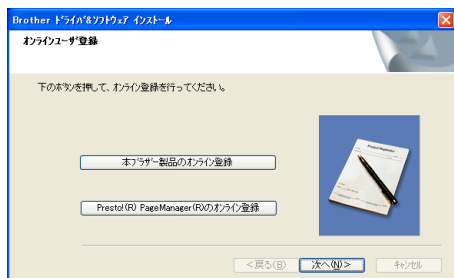 Brother ドライバ&ソフトウェア インストール
オンラインユーザ登録
下のボタンを押して、オンライン登録を行ってください。
本ブラザー製品のオンライン登録
Presto!(R) PageManager(R)のオンライン登録
Product Registration
<戻る(B)
次へ(N)>
キャンセル